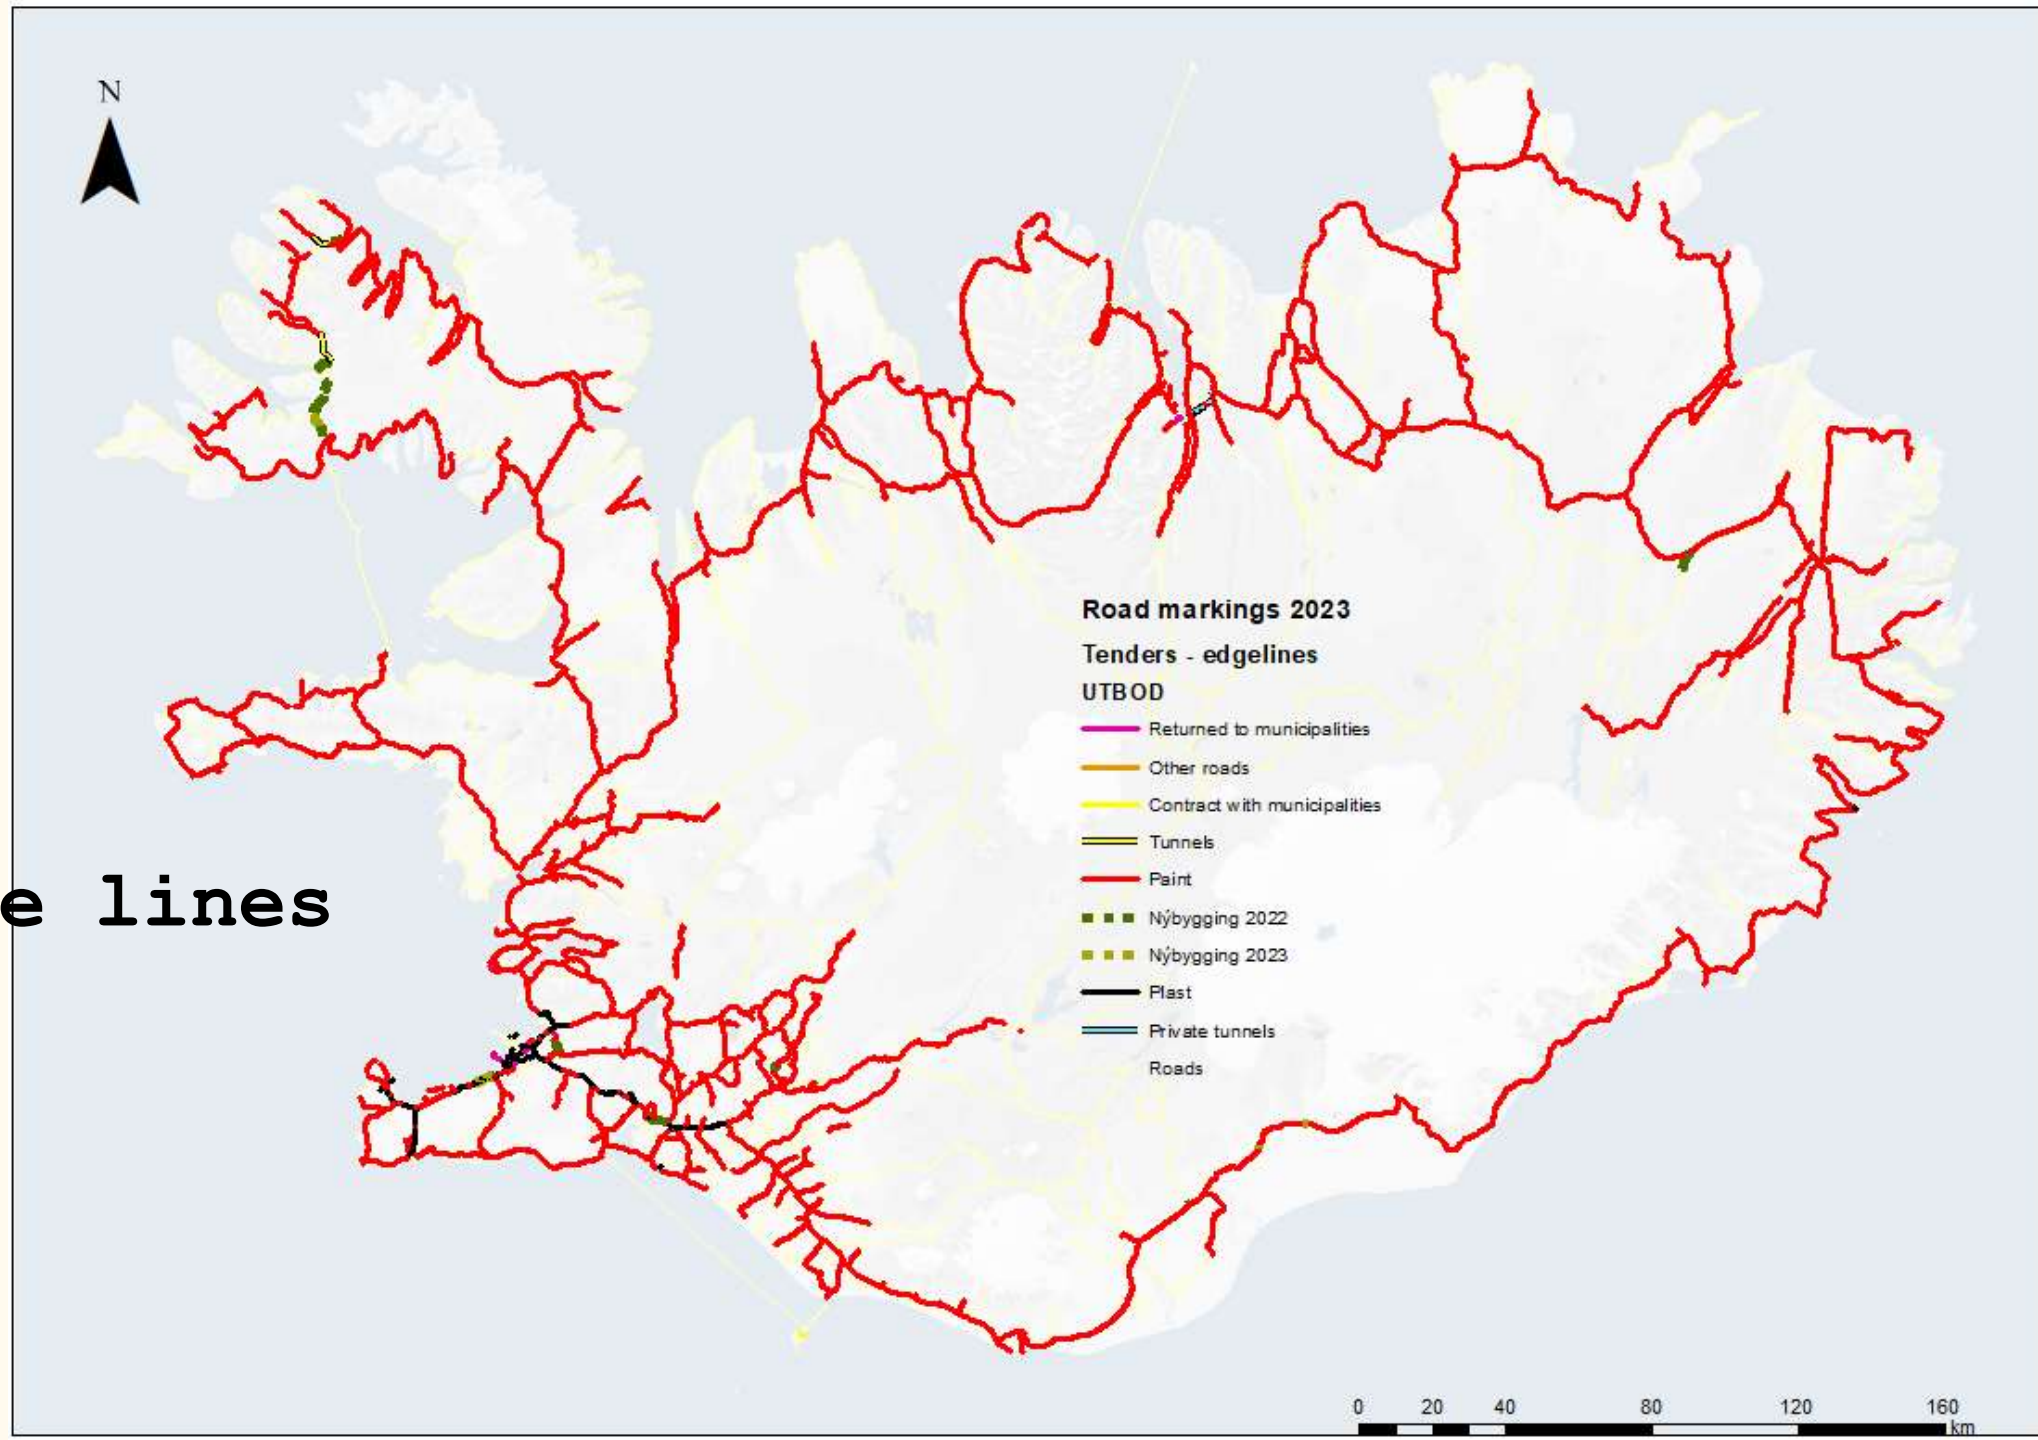 N
Road markings 2023
Tenders - edgelines
UTBOD
Returned to municipalities
Other roads
Contract with municipalities
Tunnels
Paint
Nýbygging 2022
Nýbygging 2023
Plast
Private tunnels
Roads
e lines
0 20 40 80 120 160
km